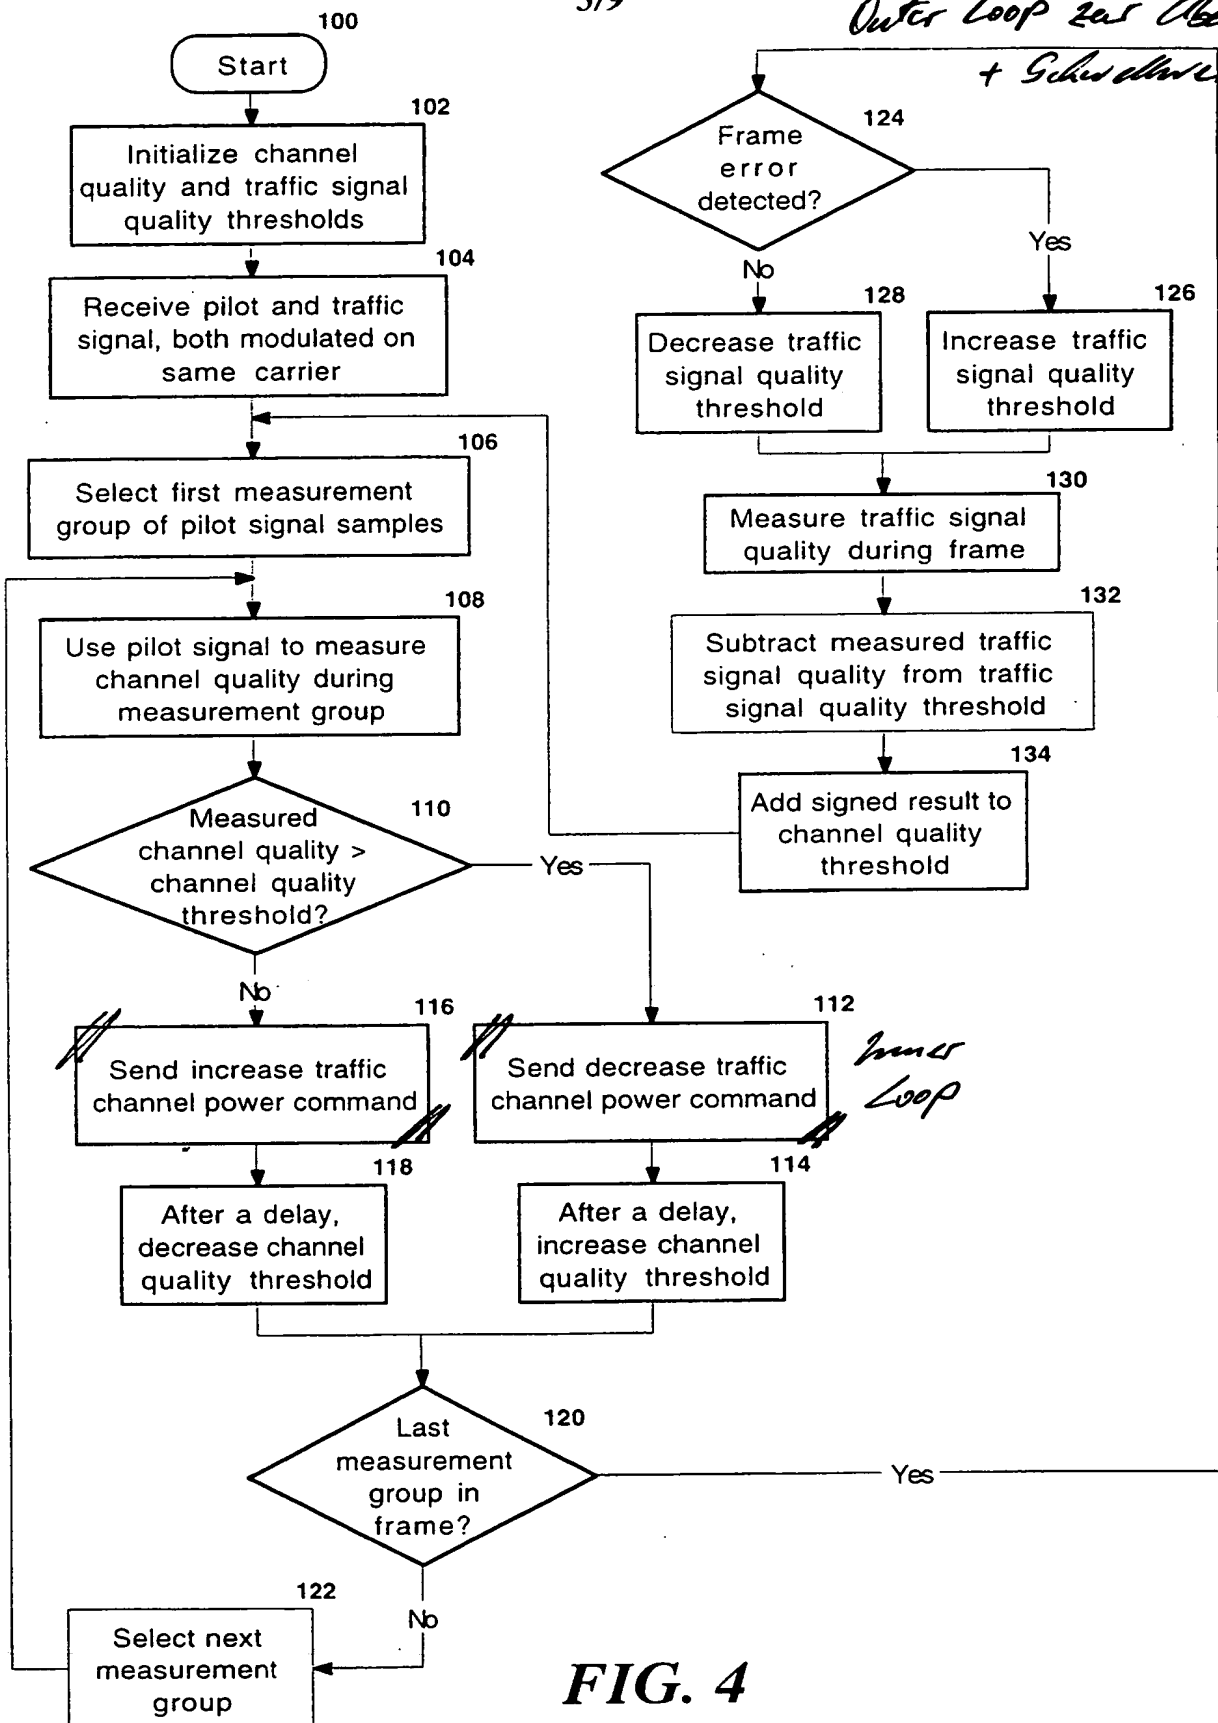 3/9
Outer Loop zur
+
100
Start
102
Initialize channel
quality and traffic signal
quality thresholds
104
Receive pilot and traffic
signal, both modulated on
same carrier
106
Select first measurement
group of pilot signal samples
108
Use pilot signal to measure
channel quality during
measurement group
110
Measured
channel quality >
channel quality
threshold?
Yes
No
116
Send increase traffic
channel power command
112
Send decrease traffic
channel power command
Inner
Loop
118
After a delay,
decrease channel
quality threshold
114
After a delay,
increase channel
quality threshold
120
Last
measurement
group in
frame?
Yes
No
122
Select next
measurement
group
124
Frame
error
detected?
Yes
No
128
Decrease traffic
signal quality
threshold
126
Increase traffic
signal quality
threshold
130
Measure traffic signal
quality during frame
132
Subtract measured traffic
signal quality from traffic
signal quality threshold
134
Add signed result to
channel quality
threshold
FIG. 4